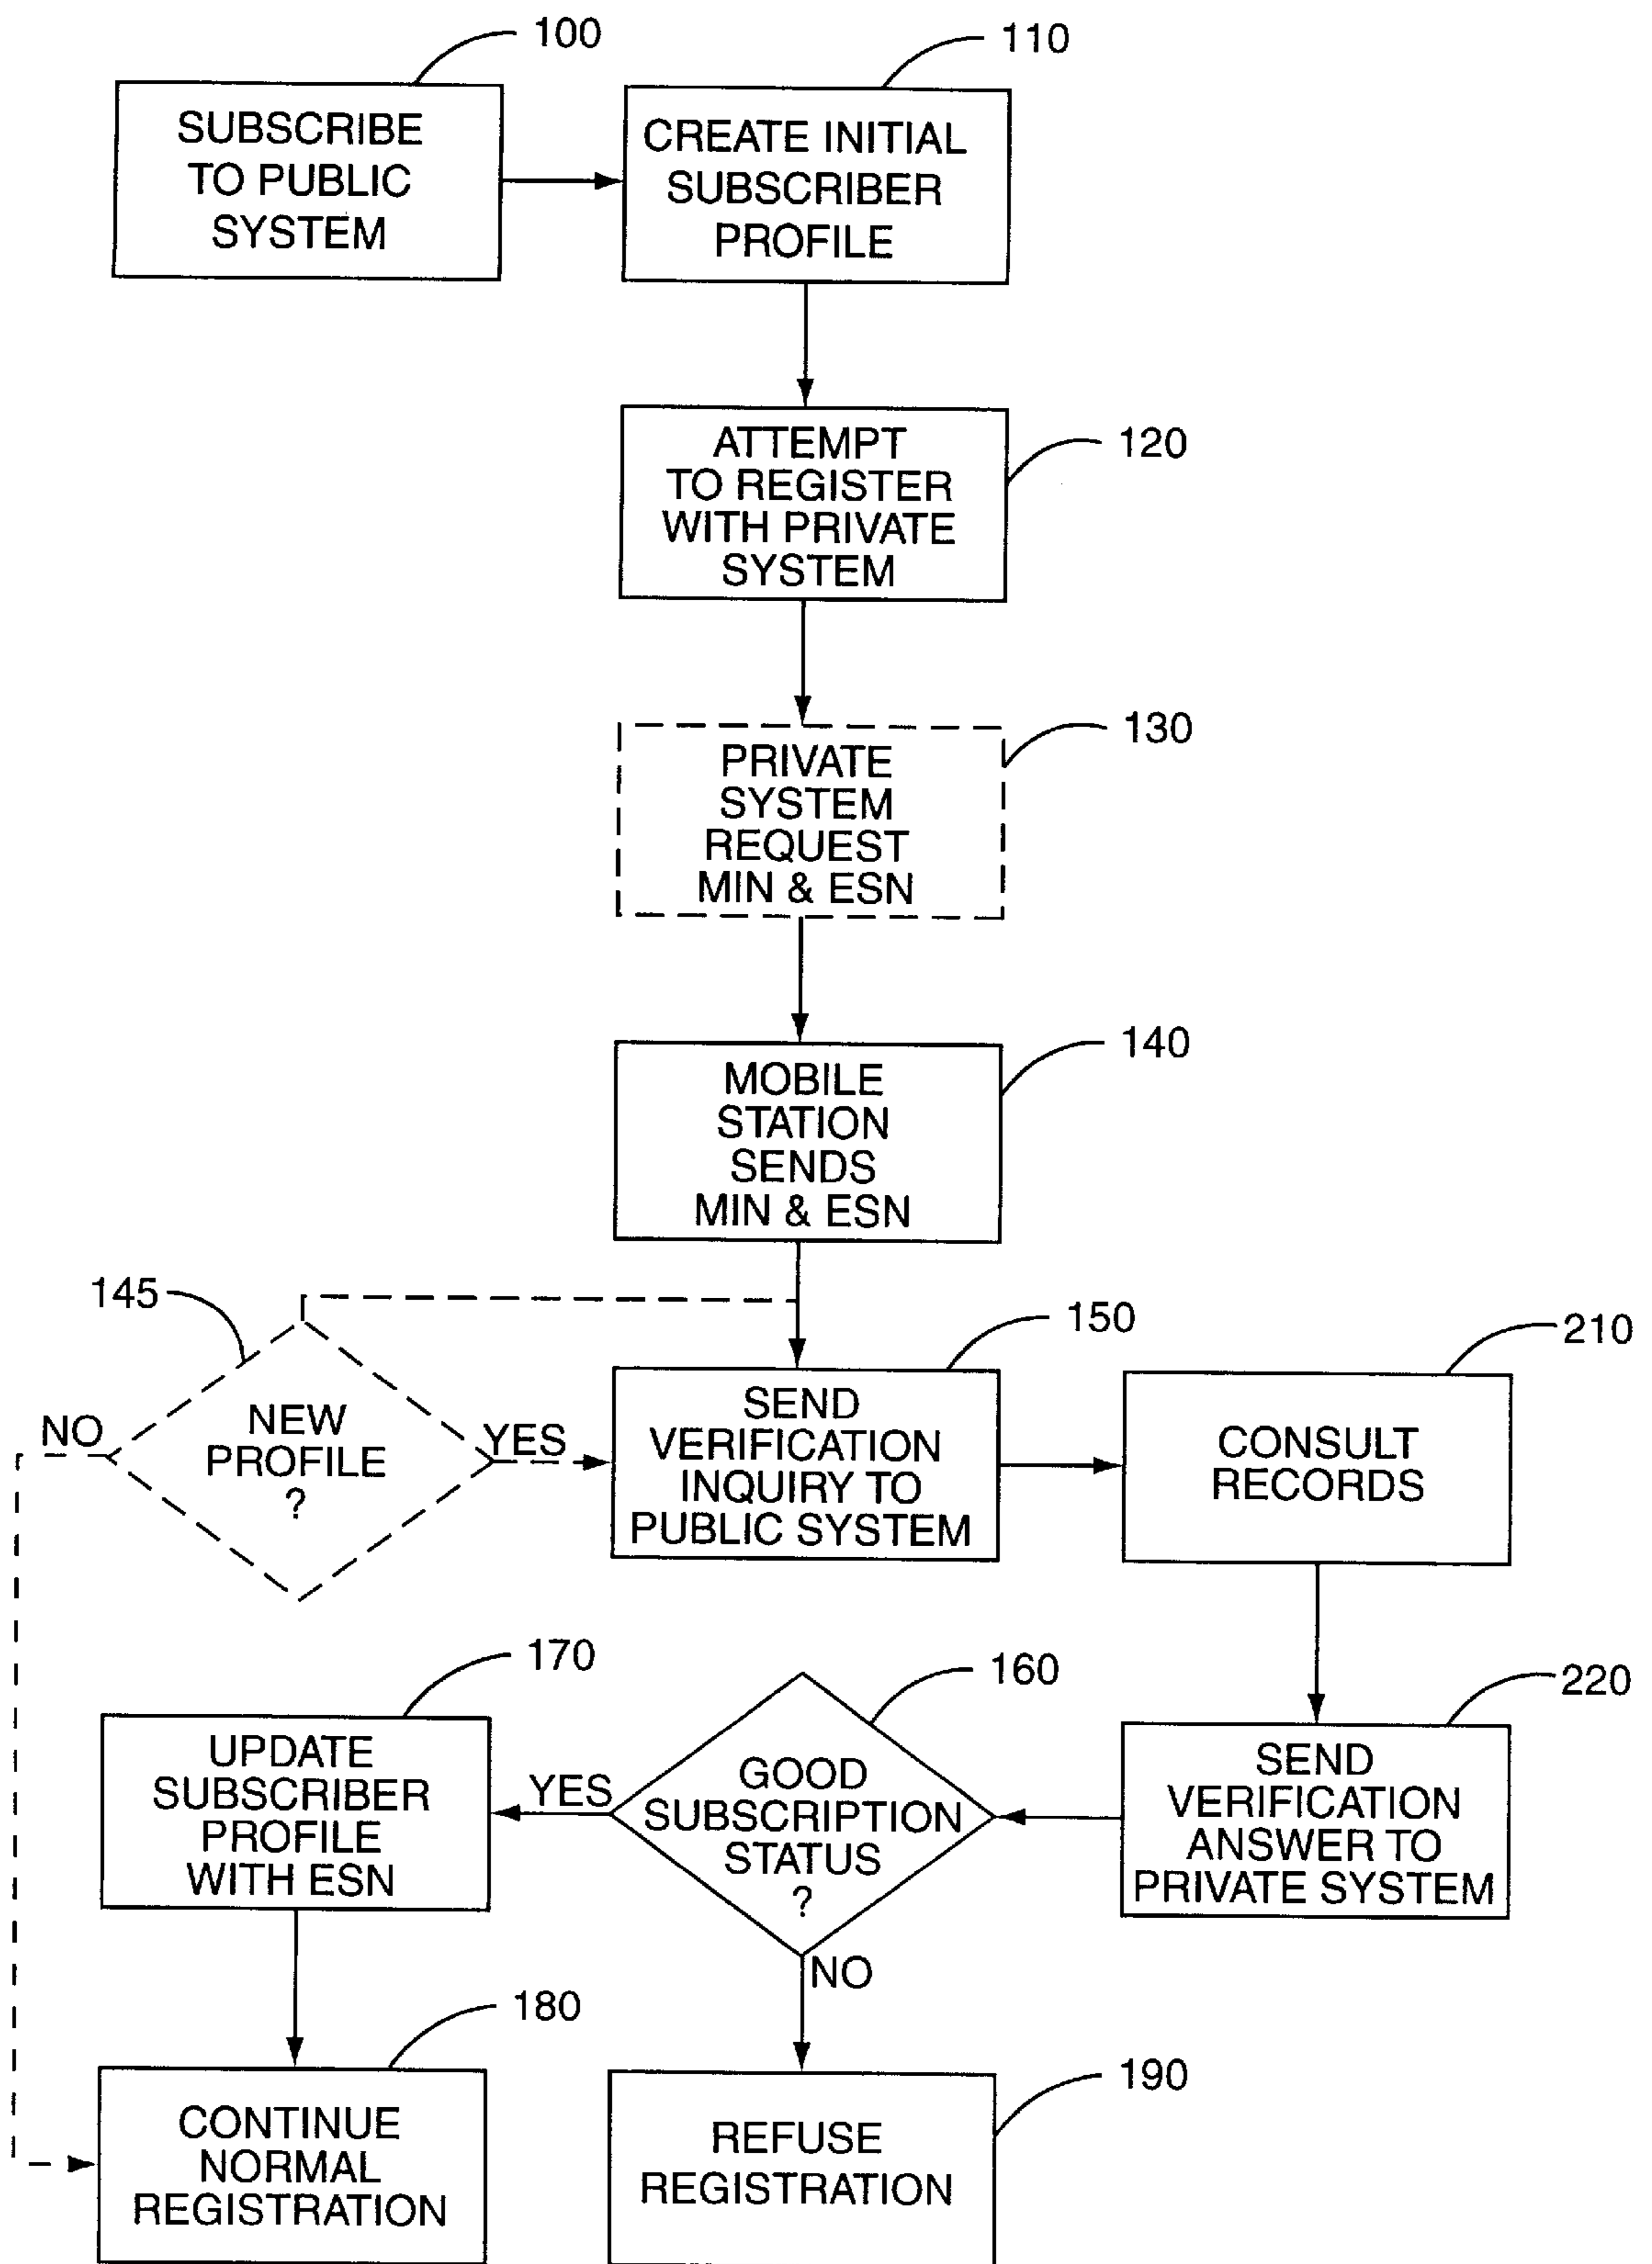 100
110
SUBSCRIBE
TO PUBLIC
SYSTEM
CREATE INITIAL
SUBSCRIBER
PROFILE
120
ATTEMPT
TO REGISTER
WITH PRIVATE
SYSTEM
130
PRIVATE
SYSTEM
REQUEST
MIN & ESN
140
MOBILE
STATION
SENDS
MIN & ESN
145
150
210
NO
NEW
PROFILE
?
YES
SEND
VERIFICATION
INQUIRY TO
PUBLIC SYSTEM
CONSULT
RECORDS
170
160
220
UPDATE
SUBSCRIBER
PROFILE
WITH ESN
YES
GOOD
SUBSCRIPTION
STATUS
?
SEND
VERIFICATION
ANSWER TO
PRIVATE SYSTEM
NO
180
190
CONTINUE
NORMAL
REGISTRATION
REFUSE
REGISTRATION